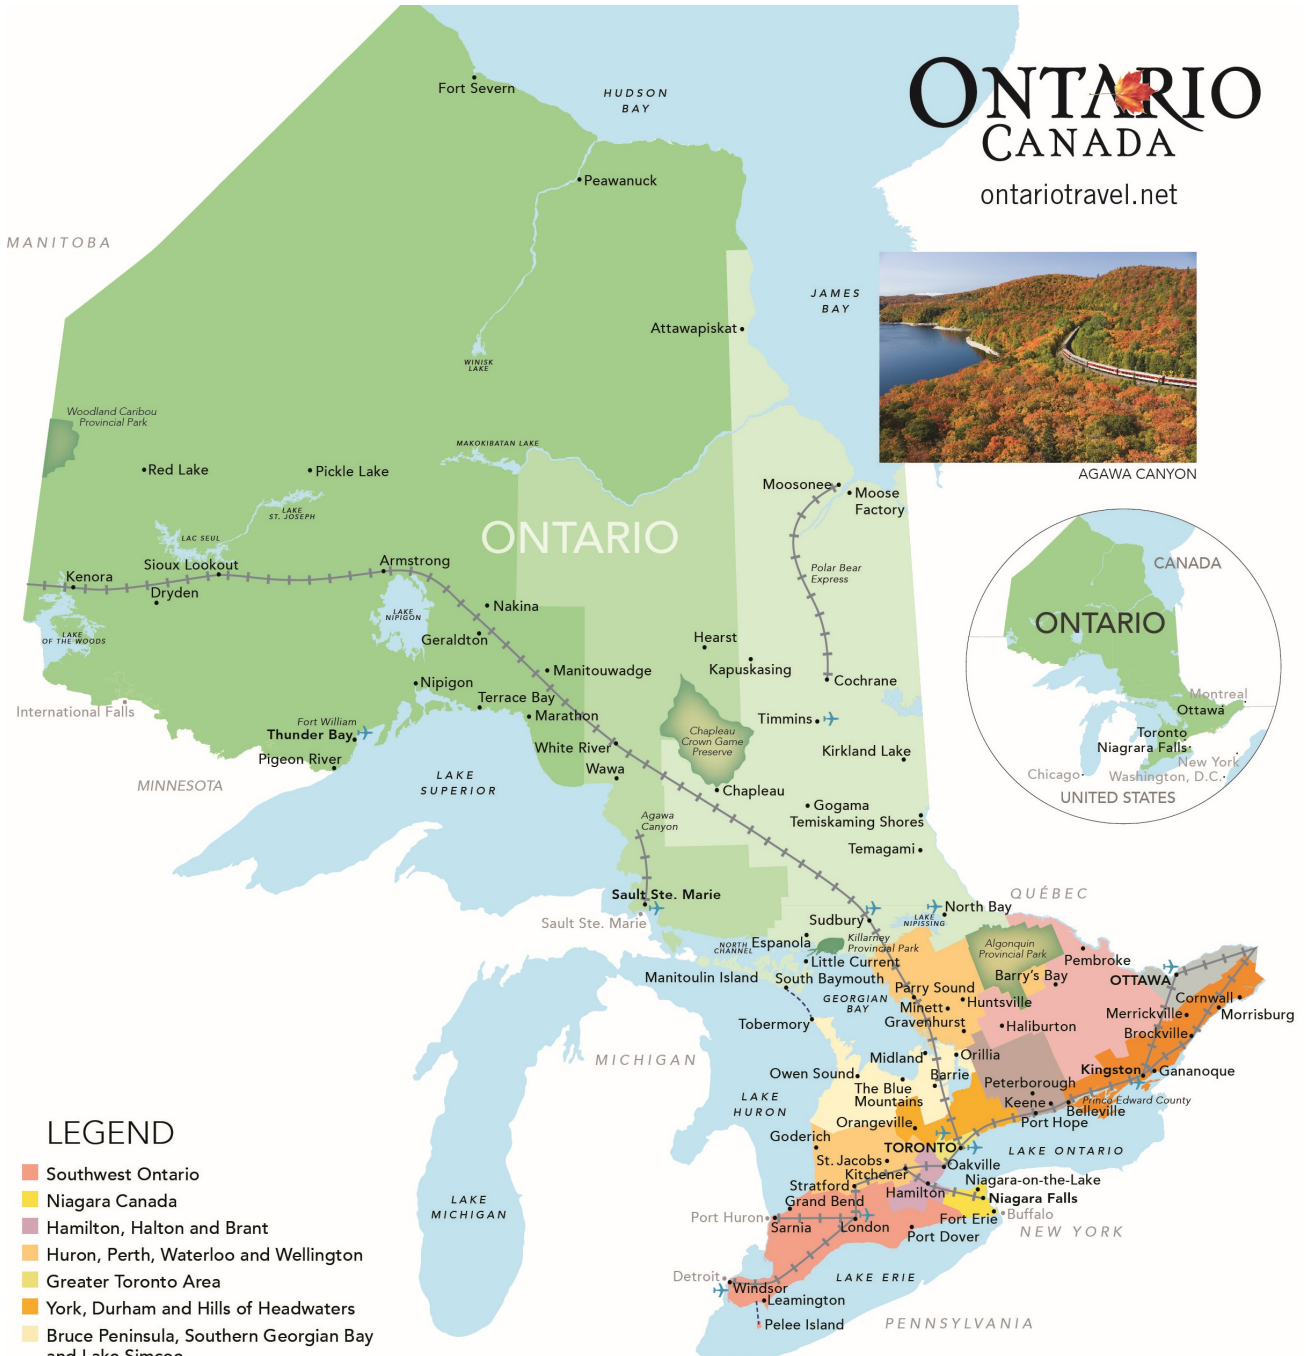 ONTARIO
CANADA
ontariotravel.net
Fort Severn
HUDSON
BAY
Peawanuck
MANITOBA
JAMES
BAY
Attawapiskat
WINISK
LAKE
Woodland Caribou
Provincial Park
MAKOKIBATAN LAKE
Red Lake
Pickle Lake
AGAWA CANYON
Moosonee
Moose
Factory
LAKE
ST. JOSEPH
LAC SEUL
ONTARIO
Sioux Lookout
Armstrong
Polar Bear
Express
Kenora
Dryden
Nakina
LAKE
NIPIGON
LAKE
OF THE WOODS
Geraldton
Hearst
Kapuskasing
Manitouwadge
Cochrane
Nipigon
Terrace Bay
International Falls
Fort William
Thunder Bay
Marathon
Timmins
Chapleau
Crown Game
Preserve
White River
Kirkland Lake
Pigeon River
Wawa
MINNESOTA
LAKE
SUPERIOR
Chapleau
Gogama
Temiskaming Shores
Agawa
Canyon
Temagami
CANADA
ONTARIO
Montreal
Ottawa
Toronto
Niagrara Falls
New York
Chicago
Washington, D.C.
UNITED STATES
Sault Ste. Marie
Sault Ste. Marie
QUÉBEC
North Bay
LAKE
NIPISSING
Sudbury
NORTH
CHANNEL
Espanola
Killarney
Provincial Park
Algonquin
Provincial Park
Little Current
Pembroke
Manitoulin Island
South Baymouth
Barry's Bay
OTTAWA
Parry Sound
GEORGIAN
BAY
Minett
Huntsville
Cornwall
Merrickville
Morrisburg
Tobermory
Gravenhurst
Haliburton
Brockville
MICHIGAN
Midland
Orillia
Owen Sound
Barrie
Kingston
Gananoque
The Blue
Mountains
Peterborough
Keene
Prince Edward County
Belleville
LAKE
HURON
Orangeville
Port Hope
Goderich
TORONTO
LAKE ONTARIO
St. Jacobs
Kitchener
Oakville
Stratford
Niagara-on-the-Lake
Hamilton
Niagara Falls
Grand Bend
Port Huron
Sarnia
London
Fort Erie
Buffalo
Port Dover
NEW YORK
LAKE
MICHIGAN
Detroit
Windsor
LAKE ERIE
Leamington
Pelee Island
PENNSYLVANIA
LEGEND
Southwest Ontario
Niagara Canada
Hamilton, Halton and Brant
Huron, Perth, Waterloo and Wellington
Greater Toronto Area
York, Durham and Hills of Headwaters
Bruce Peninsula, Southern Georgian Bay
and Lake Simcoe